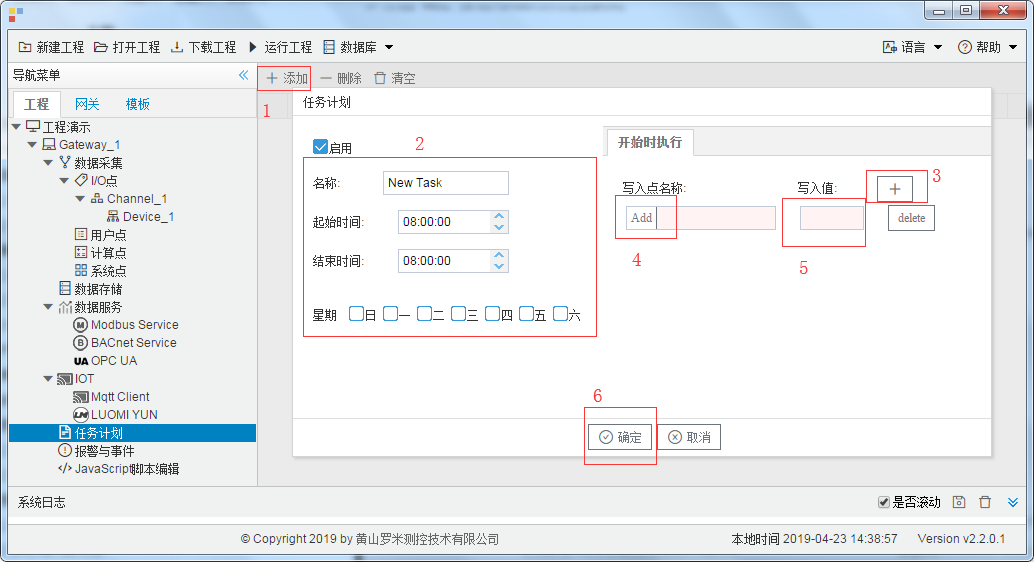 新建工程 打开工程 下载工程 运行工程 数据库 语言 帮助
导航菜单
添加 删除 清空
1
工程 网关 模板
工程演示
Gateway_1
数据采集
I/O点
Channel_1
Device_1
用户点
计算点
系统点
数据存储
数据服务
Modbus Service
BACnet Service
UA OPC UA
IOT
Mqtt Client
LUOMI YUN
任务计划
报警与事件
JavaScript脚本编辑
任务计划
启用
2
名称: New Task
起始时间: 08:00:00
结束时间: 08:00:00
星期 日 一 二 三 四 五 六
开始时执行
写入点名称: 写入值: 3
Add delete
4 5
6
确定 取消
系统日志 是否滚动
© Copyright 2019 by 黄山罗米测控技术有限公司 本地时间 2019-04-23 14:38:57 Version v2.2.0.1